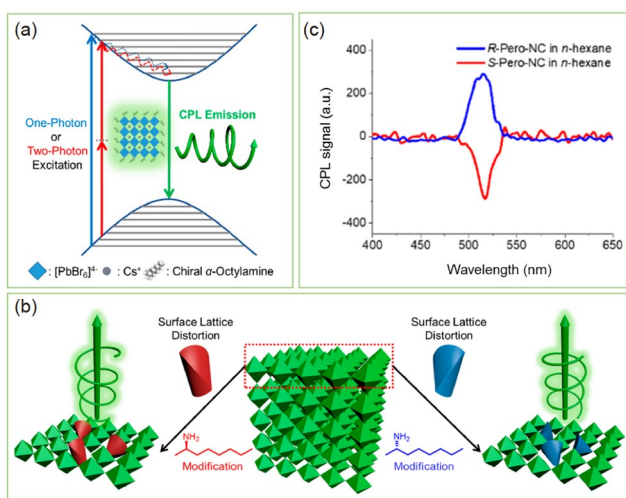 (a)
One-Photon
or
Two-Photon
Excitation
CPL Emission
: [PbBr₆]⁴⁻ : Cs⁺ : Chiral α-Octylamine
(c)
CPL signal (a.u.)
400
200
0
-200
-400
R-Pero-NC in n-hexane
S-Pero-NC in n-hexane
400 450 500 550 600 650
Wavelength (nm)
(b)
Surface Lattice
Distortion
NH₂
Modification
Surface Lattice
Distortion
NH₂
Modification